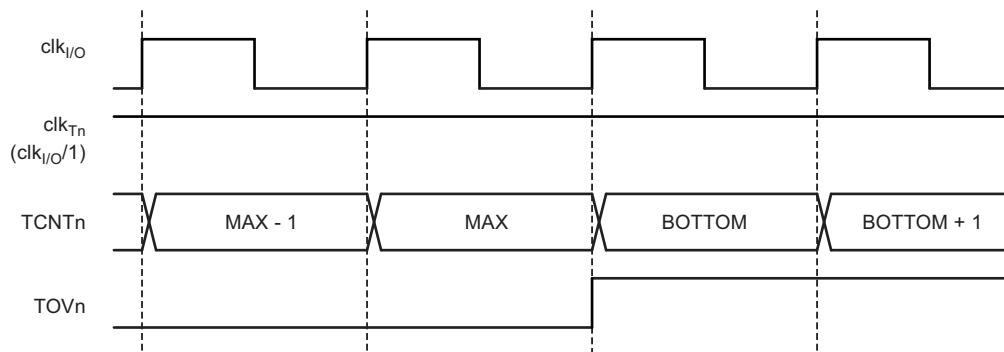 clkI/O
clkTn
(clkI/O/1)
TCNTn MAX - 1 MAX BOTTOM BOTTOM + 1
TOVn